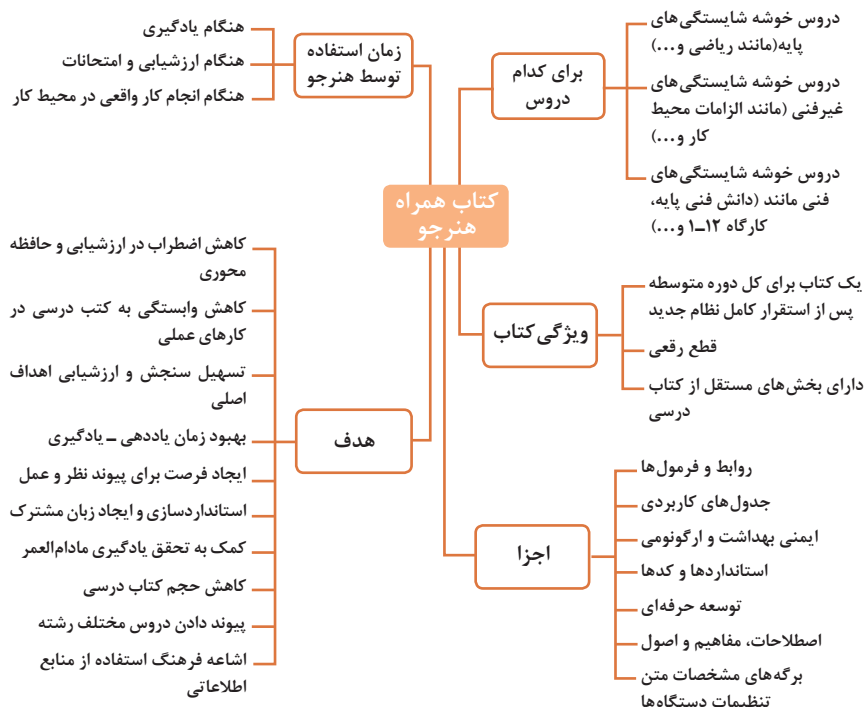 کتاب همراه
هنرجو
برای کدام
دروس
دروس خوشه شایستگی‌های
پایه(مانند ریاضی و...)
دروس خوشه شایستگی‌های
غیرفنی (مانند الزامات محیط
کار و...)
دروس خوشه شایستگی‌های
فنی مانند (دانش فنی پایه،
کارگاه ۱۲ـ۱ و...)
ویژگی کتاب
یک کتاب برای کل دوره متوسطه
پس از استقرار کامل نظام جدید
قطع رقعی
دارای بخش‌های مستقل از کتاب
درسی
اجزا
روابط و فرمول‌ها
جدول‌های کاربردی
ایمنی بهداشت و ارگونومی
استانداردها و کدها
توسعه حرفه‌ای
اصطلاحات، مفاهیم و اصول
برگه‌های مشخصات متن
تنظیمات دستگاه‌ها
زمان استفاده
توسط هنرجو
هنگام یادگیری
هنگام ارزشیابی و امتحانات
هنگام انجام کار واقعی در محیط کار
هدف
کاهش اضطراب در ارزشیابی و حافظه
محوری
کاهش وابستگی به کتب درسی در
کارهای عملی
تسهیل سنجش و ارزشیابی اهداف
اصلی
بهبود زمان یاددهی ـ یادگیری
ایجاد فرصت برای پیوند نظر و عمل
استانداردسازی و ایجاد زبان مشترک
کمک به تحقق یادگیری مادام‌العمر
کاهش حجم کتاب درسی
پیوند دادن دروس مختلف رشته
اشاعه فرهنگ استفاده از منابع
اطلاعاتی